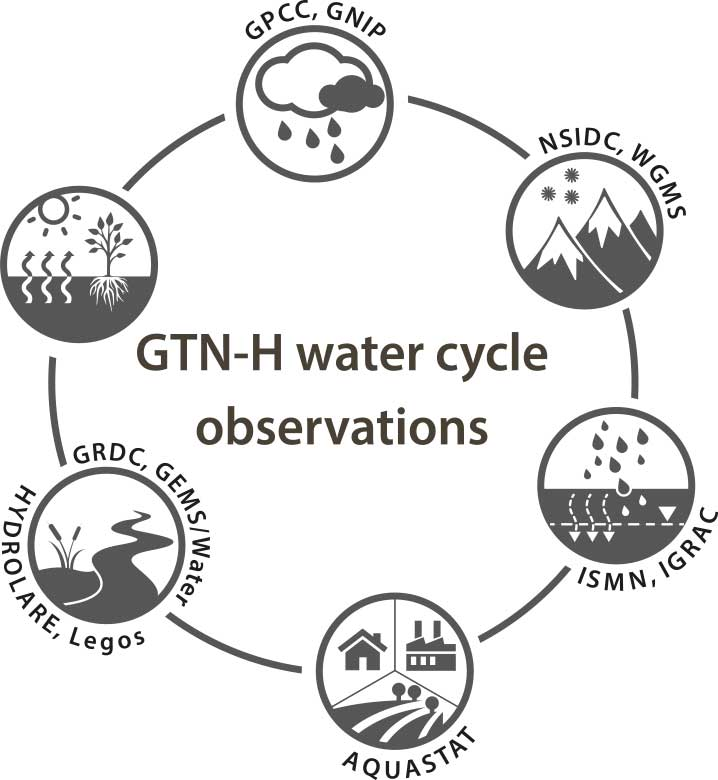 GPCC, GNIP
NSIDC, WGMS
GTN-H water cycle
observations
GRDC, GEMS/Water
HYDROLARE, Legos
ISMN, IGRAC
AQUASTAT